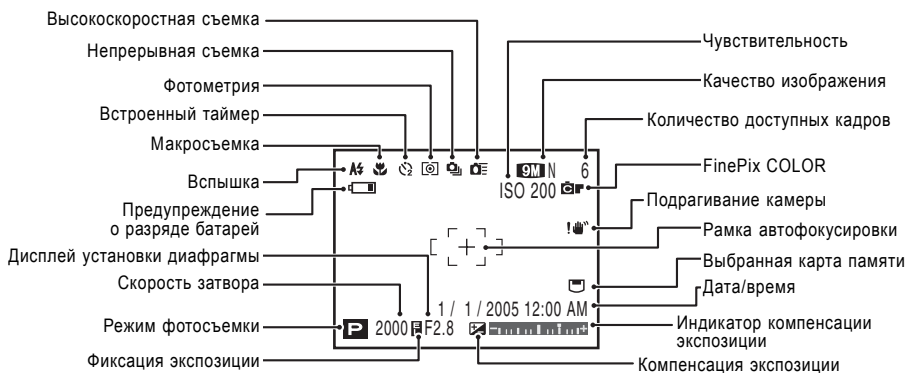 Высокоскоростная съемка
Непрерывная съемка
Фотометрия
Встроенный таймер
Макросъемка
Вспышка
Предупреждение
о разряде батарей
Дисплей установки диафрагмы
Скорость затвора
Режим фотосъемки
Фиксация экспозиции
Чувствительность
Качество изображения
Количество доступных кадров
FinePix COLOR
Подрагивание камеры
Рамка автофокусировки
Выбранная карта памяти
Дата/время
Индикатор компенсации
экспозиции
Компенсация экспозиции
9M N 6
ISO 200
1 / 1 / 2005 12:00 AM
P 2000 F2.8